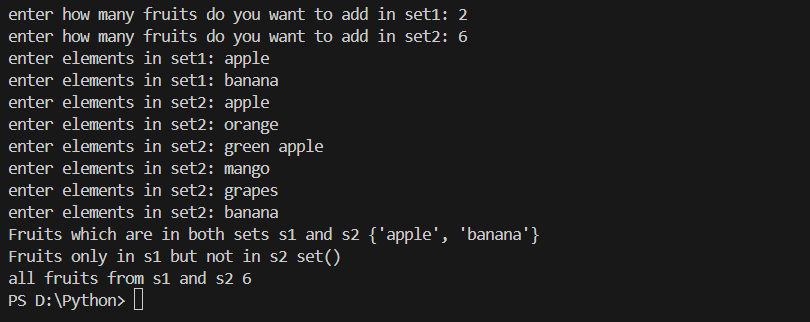 enter how many fruits do you want to add in set1: 2
enter how many fruits do you want to add in set2: 6
enter elements in set1: apple
enter elements in set1: banana
enter elements in set2: apple
enter elements in set2: orange
enter elements in set2: green apple
enter elements in set2: mango
enter elements in set2: grapes
enter elements in set2: banana
Fruits which are in both sets s1 and s2 {'apple', 'banana'}
Fruits only in s1 but not in s2 set()
all fruits from s1 and s2 6
PS D:\Python>